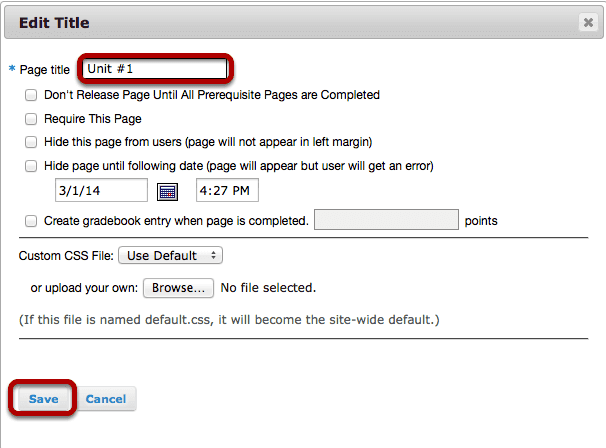 Edit Title
* Page title Unit #1
Don't Release Page Until All Prerequisite Pages are Completed
Require This Page
Hide this page from users (page will not appear in left margin)
Hide page until following date (page will appear but user will get an error)
3/1/14 4:27 PM
Create gradebook entry when page is completed. points
Custom CSS File: Use Default
or upload your own: Browse... No file selected.
(If this file is named default.css, it will become the site-wide default.)
Save Cancel